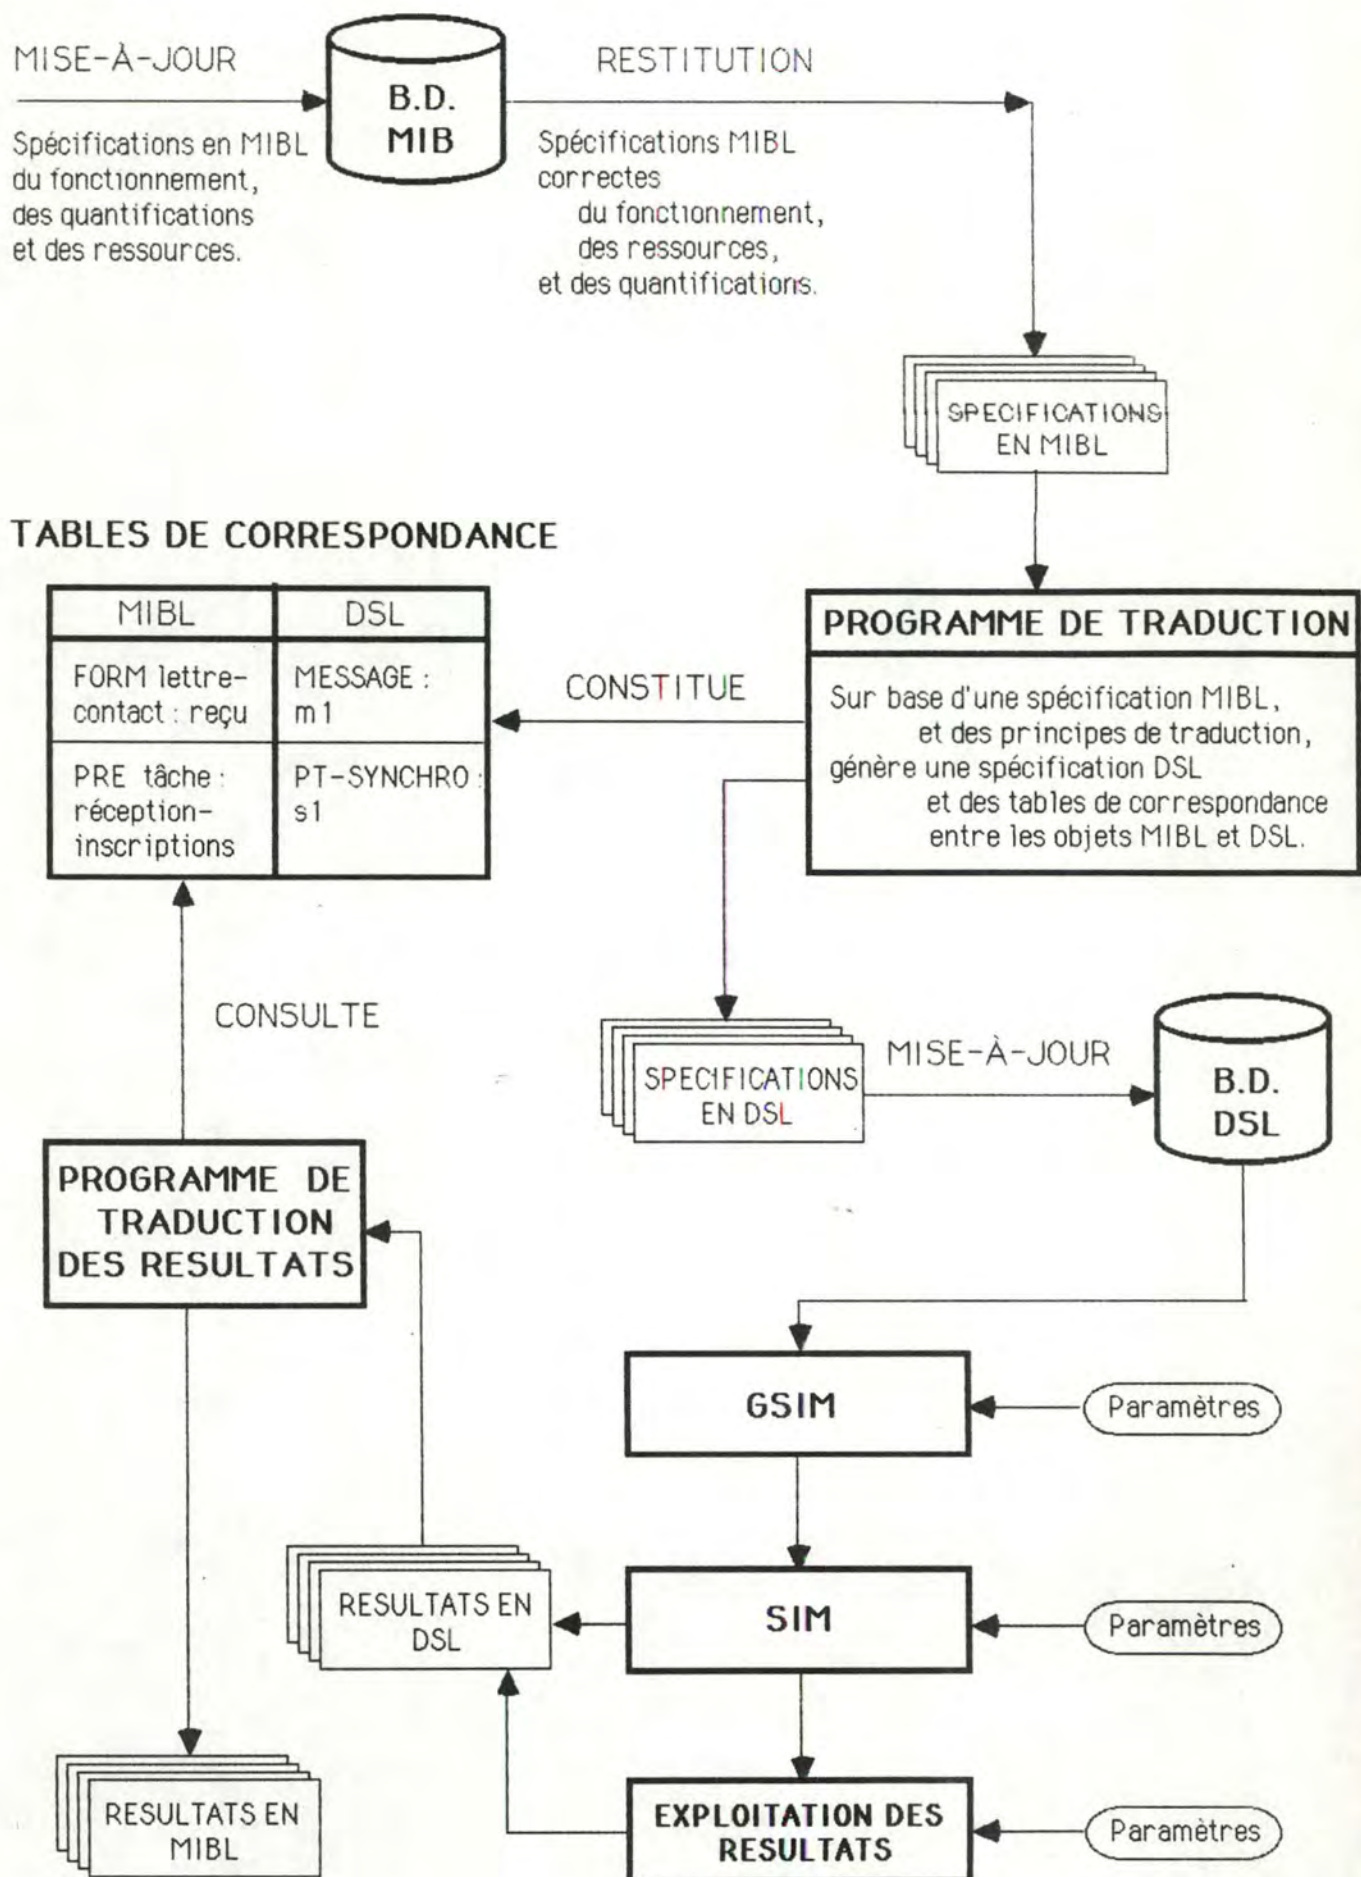 MISE-À-JOUR
B.D.
MIB
RESTITUTION
Spécifications en MIBL
du fonctionnement,
des quantifications
et des ressources.
Spécifications MIBL
correctes
du fonctionnement,
des ressources,
et des quantifications.
SPECIFICATIONS
EN MIBL
TABLES DE CORRESPONDANCE
MIBL
DSL
FORM lettre-
contact : reçu
MESSAGE :
m1
PRE tâche :
réception-
inscriptions
PT-SYNCHRO :
s1
CONSTITUE
PROGRAMME DE TRADUCTION
Sur base d'une spécification MIBL,
et des principes de traduction,
génère une spécification DSL
et des tables de correspondance
entre les objets MIBL et DSL.
CONSULTE
SPECIFICATIONS
EN DSL
MISE-À-JOUR
B.D.
DSL
PROGRAMME DE
TRADUCTION
DES RESULTATS
GSIM
Paramètres
RESULTATS EN
DSL
SIM
Paramètres
RESULTATS EN
MIBL
EXPLOITATION DES
RESULTATS
Paramètres